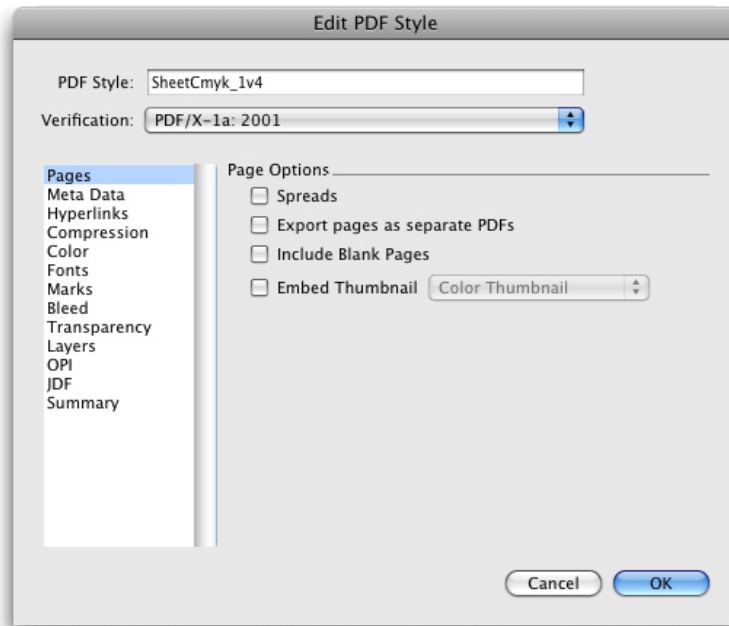 Edit PDF Style
PDF Style: SheetCmyk_1v4
Verification: PDF/X-1a: 2001
Pages
Meta Data
Hyperlinks
Compression
Color
Fonts
Marks
Bleed
Transparency
Layers
OPI
JDF
Summary
Page Options
Spreads
Export pages as separate PDFs
Include Blank Pages
Embed Thumbnail Color Thumbnail
Cancel OK